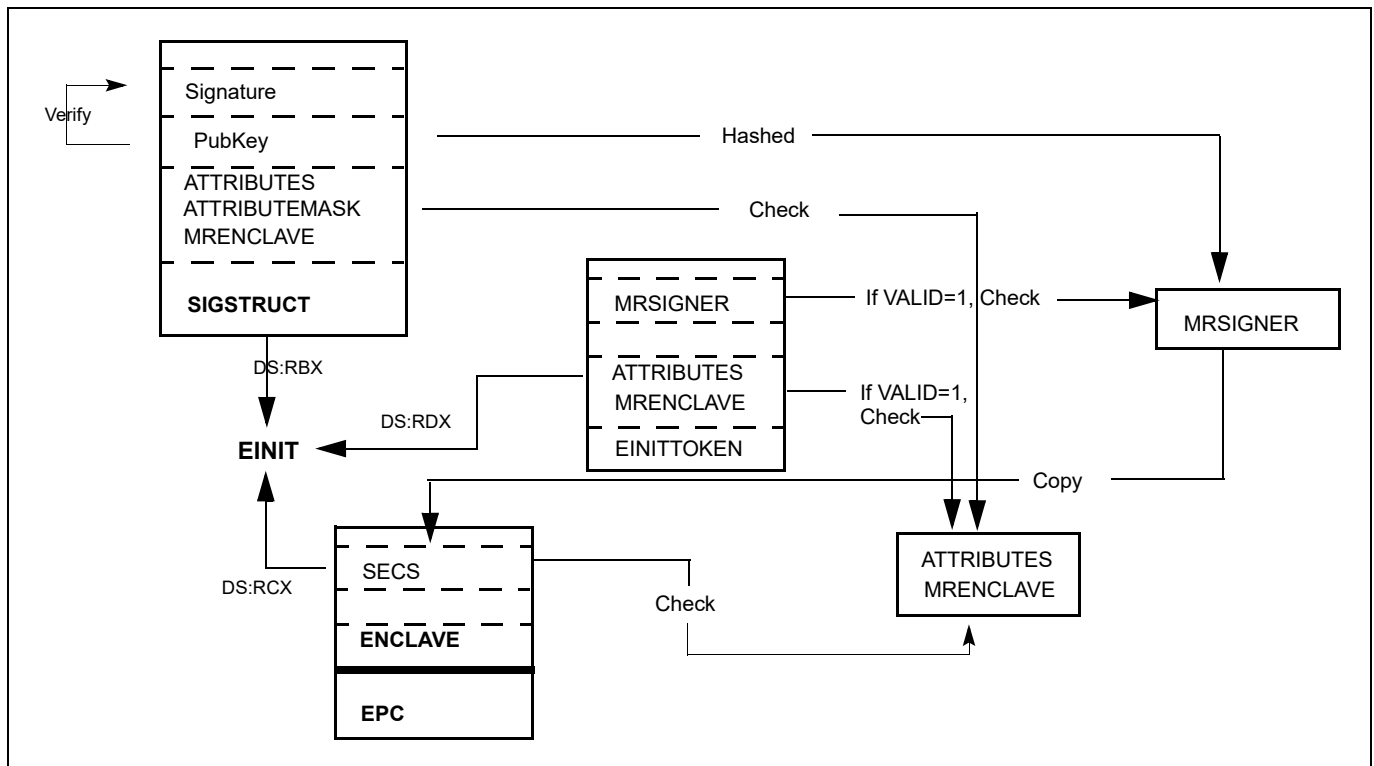 Signature
Verify
PubKey
Hashed
ATTRIBUTES
ATTRIBUTEMASK
MRENCLAVE
Check
SIGSTRUCT
MRSIGNER
If VALID=1, Check
MRSIGNER
DS:RBX
ATTRIBUTES
MRENCLAVE
If VALID=1,
Check
DS:RDX
EINIT
EINITTOKEN
Copy
SECS
DS:RCX
Check
ATTRIBUTES
MRENCLAVE
ENCLAVE
EPC